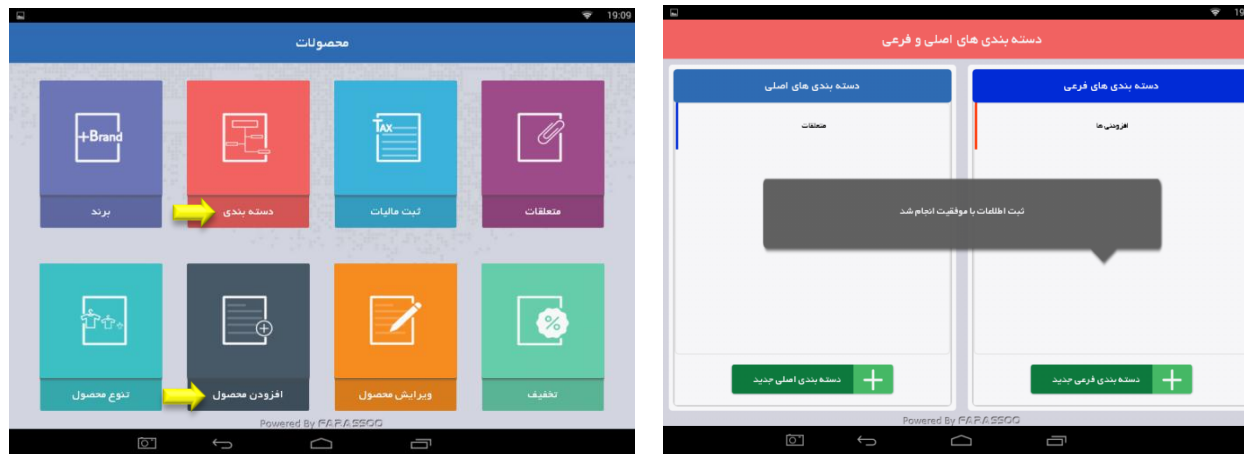 19:09
محصولات
+Brand
TAX
برند
دسته بندی
ثبت مالیات
متعلقات
%
تنوع محصول
افزودن محصول
ویرایش محصول
تخفیف
Powered By FARASSOO
19
دسته بندی های اصلی و فرعی
دسته بندی های اصلی
دسته بندی های فرعی
متعلقات
افزودنی ها
ثبت اطلاعات با موفقیت انجام شد
دسته بندی اصلی جدید
دسته بندی فرعی جدید
Powered By FARASSOO